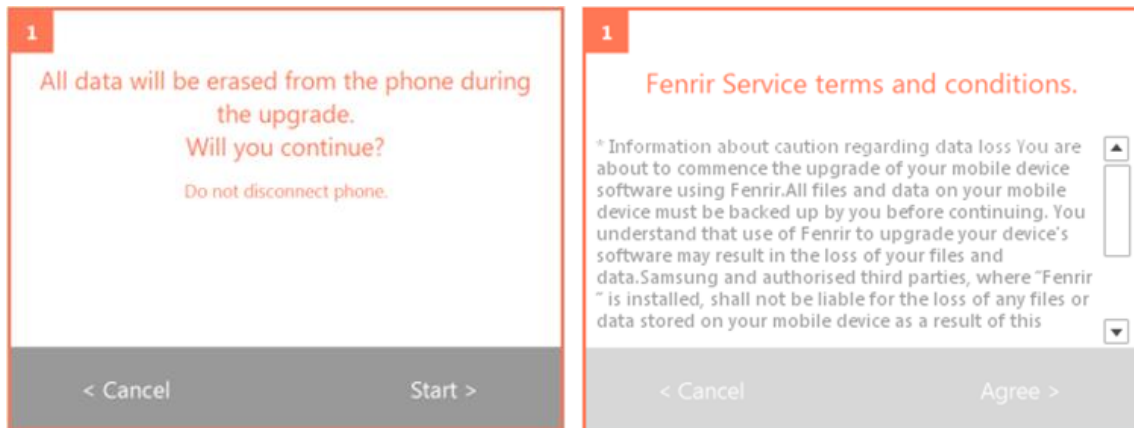 1
All data will be erased from the phone during
the upgrade.
Will you continue?
Do not disconnect phone.
< Cancel
Start >
1
Fenrir Service terms and conditions.
* Information about caution regarding data loss You are
about to commence the upgrade of your mobile device
software using Fenrir.All files and data on your mobile
device must be backed up by you before continuing. You
understand that use of Fenrir to upgrade your device's
software may result in the loss of your files and
data.Samsung and authorised third parties, where "Fenrir
" is installed, shall not be liable for the loss of any files or
data stored on your mobile device as a result of this
< Cancel
Agree >